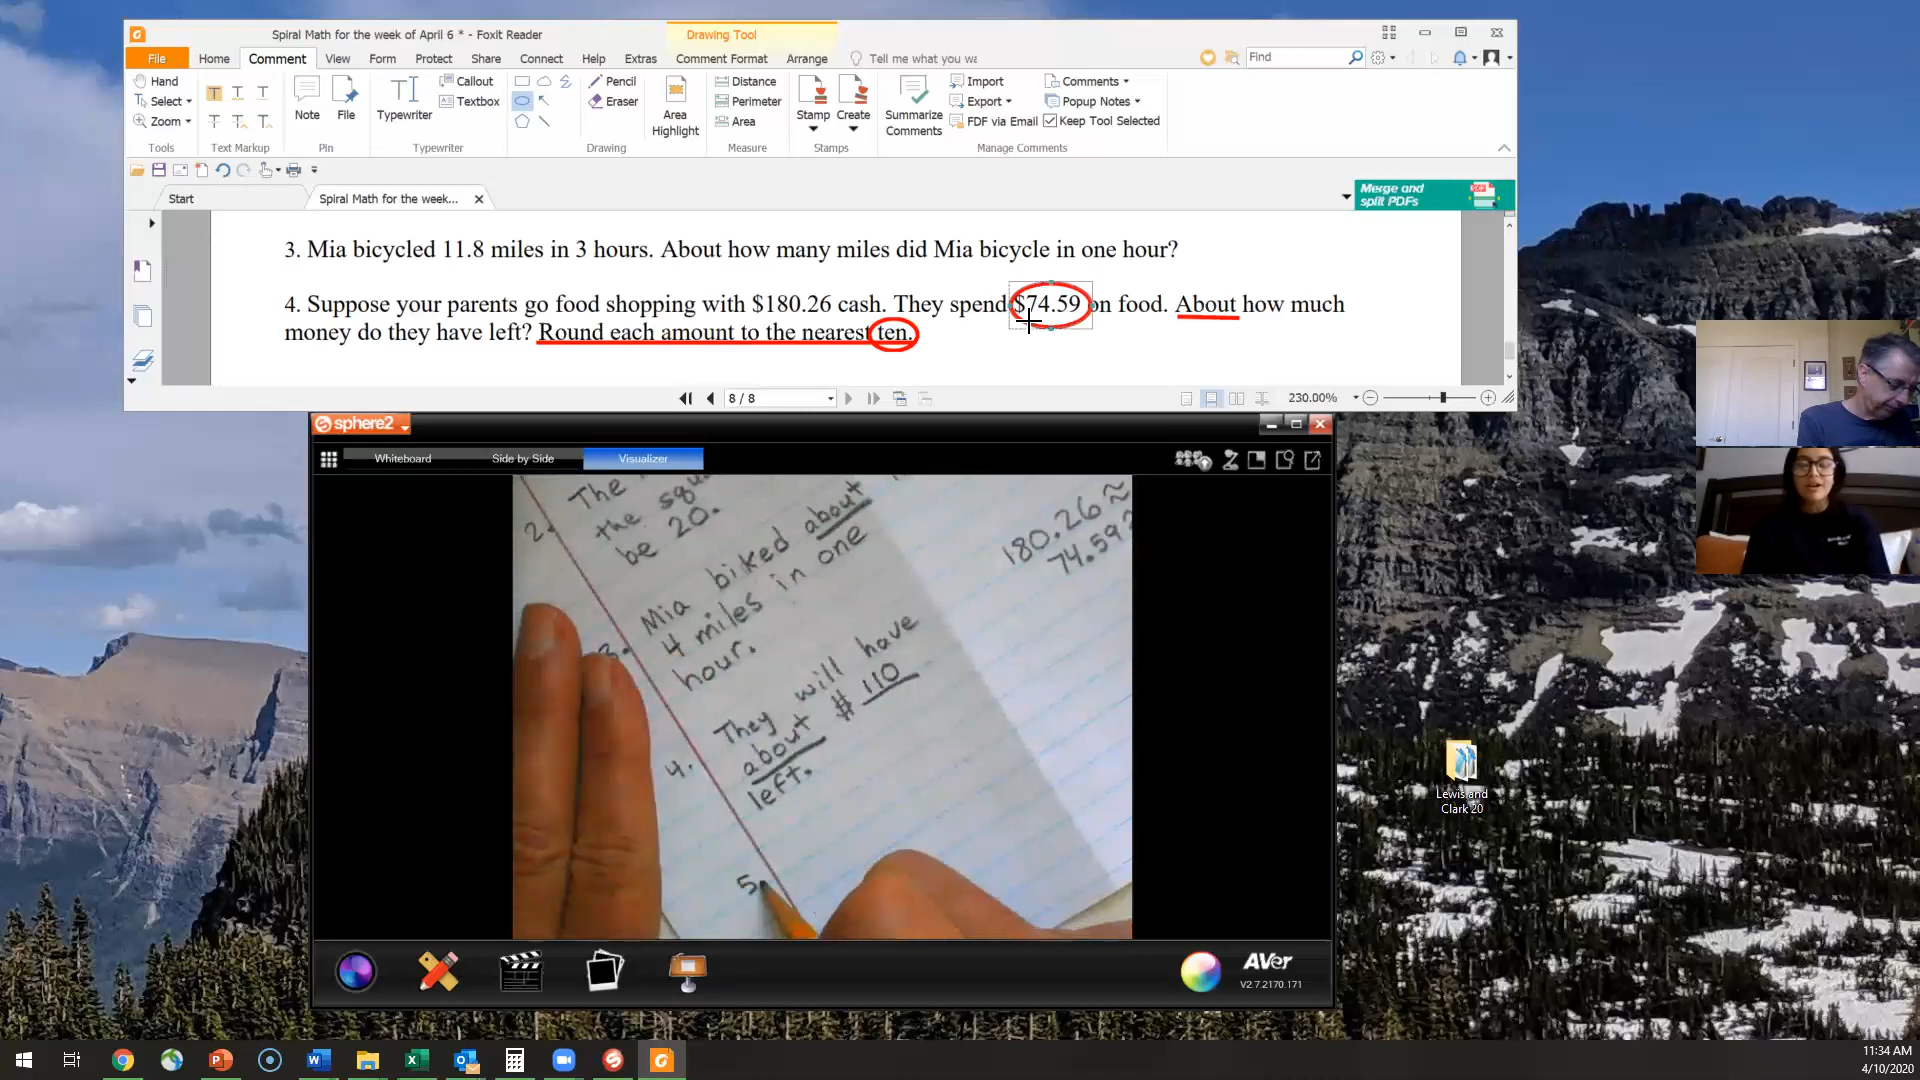 Spiral Math for the week of April 6 * - Foxit Reader
Drawing Tool
File Home Comment View Form Protect Share Connect Help Extras Comment Format Arrange Tell me what you wa Find
Hand
Select
Zoom
Tools
Text Markup
Note
File
Pin
Typewriter
Callout
Textbox
Typewriter
Pencil
Eraser
Area
Highlight
Drawing
Distance
Perimeter
Area
Measure
Stamp Create
Stamps
Summarize
Comments
Import
Export
FDF via Email
Comments
Popup Notes
Keep Tool Selected
Manage Comments
Start
Spiral Math for the week...
Merge and
split PDFs
3. Mia bicycled 11.8 miles in 3 hours. About how many miles did Mia bicycle in one hour?
4. Suppose your parents go food shopping with $180.26 cash. They spend $74.59 on food. About how much
money do they have left? Round each amount to the nearest ten.
8 / 8
230.00%
sphere2
Whiteboard Side by Side Visualizer
2. The
the squ
be 20.
3. Mia biked about
4 miles in one
hour.
4. They will have
about $ 110
left.
5.
180.26 ≈
74.59
AVer
V2.7.2170.171
Lewis and
Clark 20
11:34 AM
4/10/2020